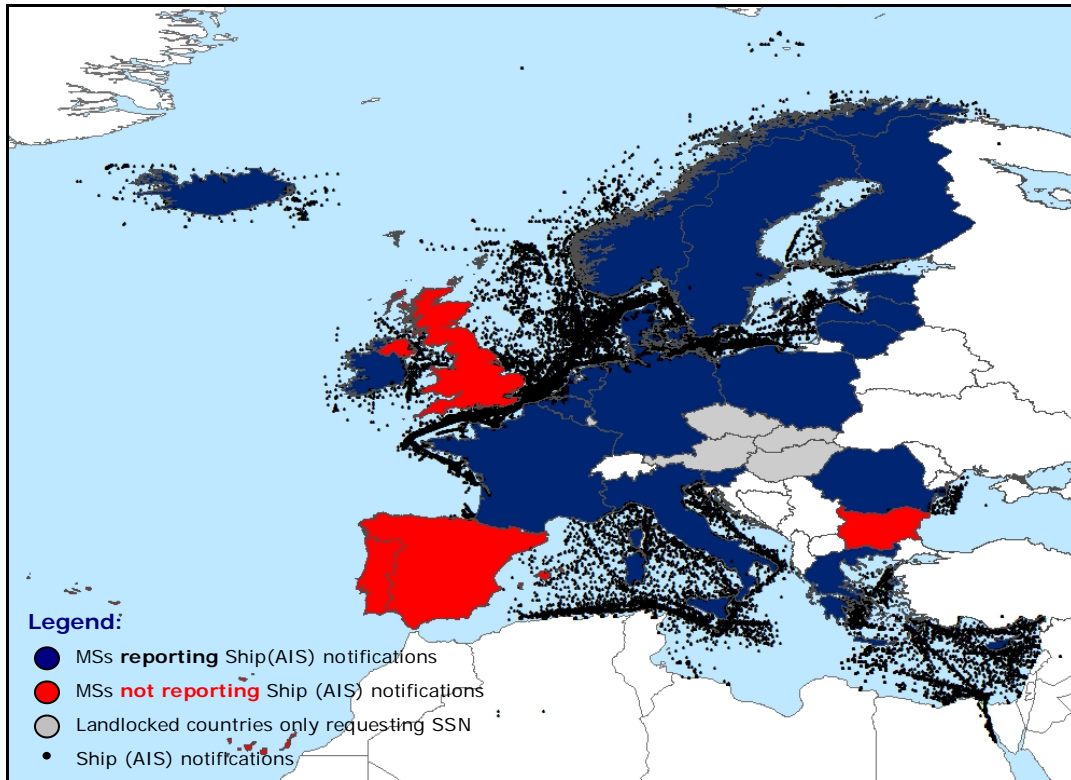 Legend:
MSs reporting Ship(AIS) notifications
MSs not reporting Ship (AIS) notifications
Landlocked countries only requesting SSN
Ship (AIS) notifications